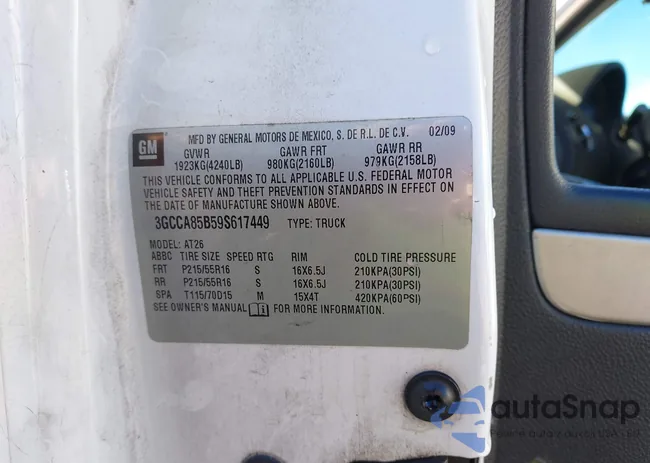 GM
MFD BY GENERAL MOTORS DE MEXICO, S. DE R.L. DE C.V. 02/09
GVWR GAWR FRT GAWR RR
1923KG(4240LB) 980KG(2160LB) 979KG(2158LB)
THIS VEHICLE CONFORMS TO ALL APPLICABLE U.S. FEDERAL MOTOR
VEHICLE SAFETY AND THEFT PREVENTION STANDARDS IN EFFECT ON
THE DATE OF MANUFACTURE SHOWN ABOVE.
3GCCA85B59S617449 TYPE: TRUCK
MODEL: AT26
ABBC TIRE SIZE SPEED RTG RIM COLD TIRE PRESSURE
FRT P215/55R16 S 16X6.5J 210KPA(30PSI)
RR P215/55R16 S 16X6.5J 210KPA(30PSI)
SPA T115/70D15 M 15X4T 420KPA(60PSI)
SEE OWNER'S MANUAL FOR MORE INFORMATION.
autaSnap